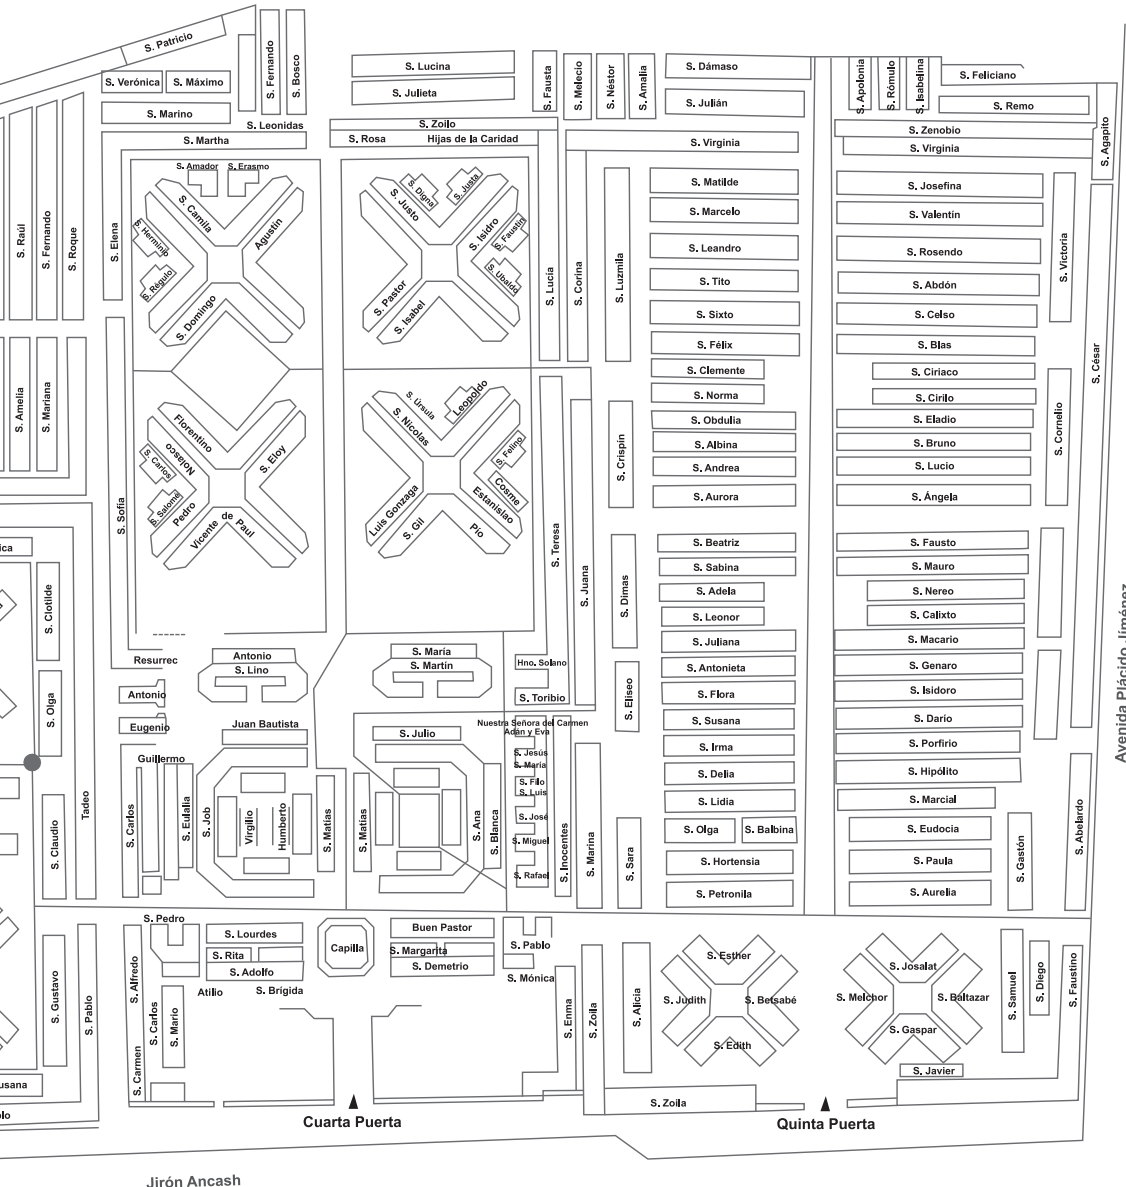 S. Patricio
S. Fernando
S. Bosco
S. Verónica
S. Máximo
S. Marino
S. Leonidas
S. Martha
S. Lucina
S. Julieta
S. Fausta
S. Melecio
S. Néstor
S. Amalia
S. Zoilo
S. Rosa
Hijas de la Caridad
S. Dámaso
S. Julián
S. Virginia
S. Apolonia
S. Rómulo
S. Isabelina
S. Feliciano
S. Remo
S. Zenobio
S. Virginia
S. Agapito
S. Raúl
S. Fernando
S. Roque
S. Elena
S. Amador
S. Erasmo
S. Camila
Agustín
S. Herminio
S. Régulo
S. Domingo
S. Digna
S. Justa
S. Justo
S. Isidro
S. Faustin
S. Ubaldo
S. Pastor
S. Isabel
S. Lucía
S. Corina
S. Luzmila
S. Matilde
S. Marcelo
S. Leandro
S. Tito
S. Sixto
S. Félix
S. Clemente
S. Norma
S. Obdulia
S. Albina
S. Andrea
S. Aurora
S. Josefina
S. Valentín
S. Rosendo
S. Abdón
S. Celso
S. Blas
S. Ciriaco
S. Cirilo
S. Eladio
S. Bruno
S. Lucio
S. Ángela
S. Victoria
S. César
S. Cornelio
S. Amelia
S. Mariana
S. Sofía
Florentino
S. Eloy
Nolasco
S. Carlos
S. Salomé
Pedro
Vicente
de
Paul
S. Úrsula
Leopoldo
S. Nicolas
S. Felino
Cosme
Estanislao
Luis Gonzaga
S. Gil
Pio
S. Teresa
S. Juana
S. Crispín
S. Dimas
S. Eliseo
S. Beatriz
S. Sabina
S. Adela
S. Leonor
S. Juliana
S. Antonieta
S. Flora
S. Susana
S. Irma
S. Delia
S. Lidia
S. Olga
S. Balbina
S. Hortensia
S. Petronila
S. Fausto
S. Mauro
S. Nereo
S. Calixto
S. Macario
S. Genaro
S. Isidoro
S. Darío
S. Porfirio
S. Hipólito
S. Marcial
S. Eudocia
S. Paula
S. Aurelia
S. Gastón
S. Abelardo
Avenida Plácido Jiménez
ica
S. Clotilde
S. Olga
S. Claudio
Tadeo
Resurrec
Antonio
Eugenio
Guillermo
Antonio
S. Lino
Juan Bautista
S. Carlos
S. Eulalia
S. Job
Virgilio
Humberto
S. Matías
S. Matías
S. María
S. Martín
S. Julio
S. Ana
S. Blanca
Hno. Solano
S. Toribio
Nuestra Señora del Carmen
Adán y Eva
S. Jesús
S. María
S. Filo
S. Luis
S. José
S. Miguel
S. Rafael
S. Inocentes
S. Marina
S. Sara
S. Gustavo
S. Pablo
S. Alfredo
S. Carmen
S. Carlos
S. Mario
S. Pedro
S. Lourdes
S. Rita
S. Adolfo
Atilio
S. Brígida
Capilla
Buen Pastor
S. Margarita
S. Demetrio
S. Pablo
S. Mónica
S. Enma
S. Zoila
S. Alicia
S. Esther
S. Judith
S. Betsabé
S. Edith
S. Josalat
S. Melchor
S. Baltazar
S. Gaspar
S. Javier
S. Samuel
S. Diego
S. Faustino
usana
olo
S. Zoila
Cuarta Puerta
Quinta Puerta
Jirón Ancash